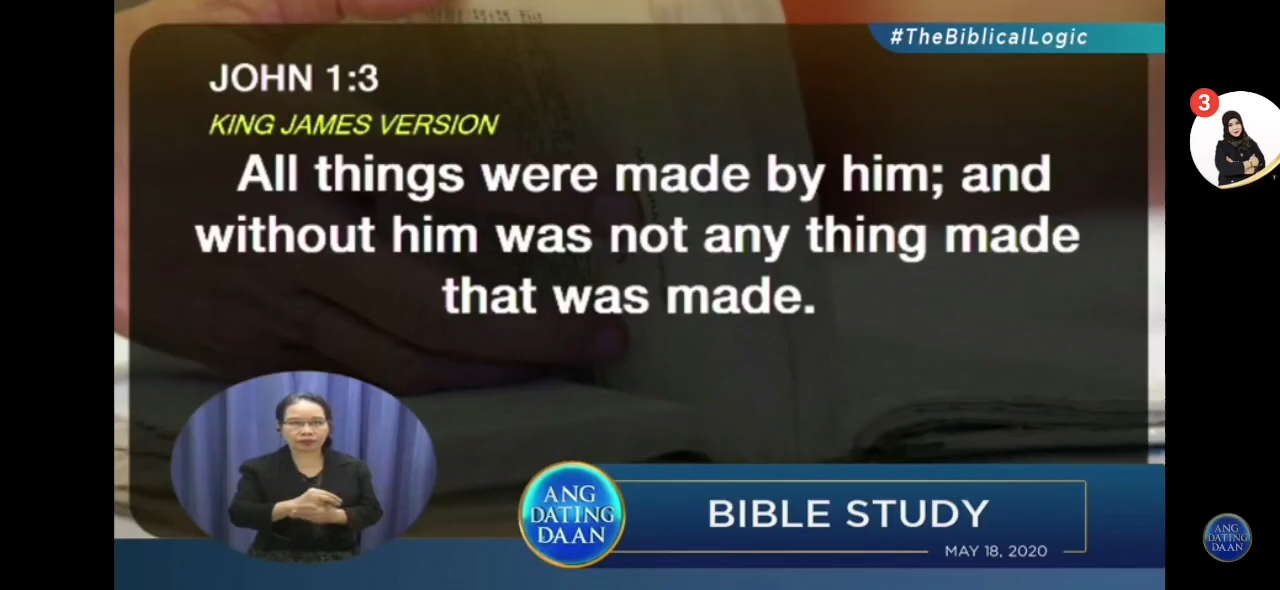 #TheBiblicalLogic
JOHN 1:3
KING JAMES VERSION
All things were made by him; and
without him was not any thing made
that was made.
3
ANG
DATING
DAAN
BIBLE STUDY
MAY 18, 2020
ANG
DATING
DAAN